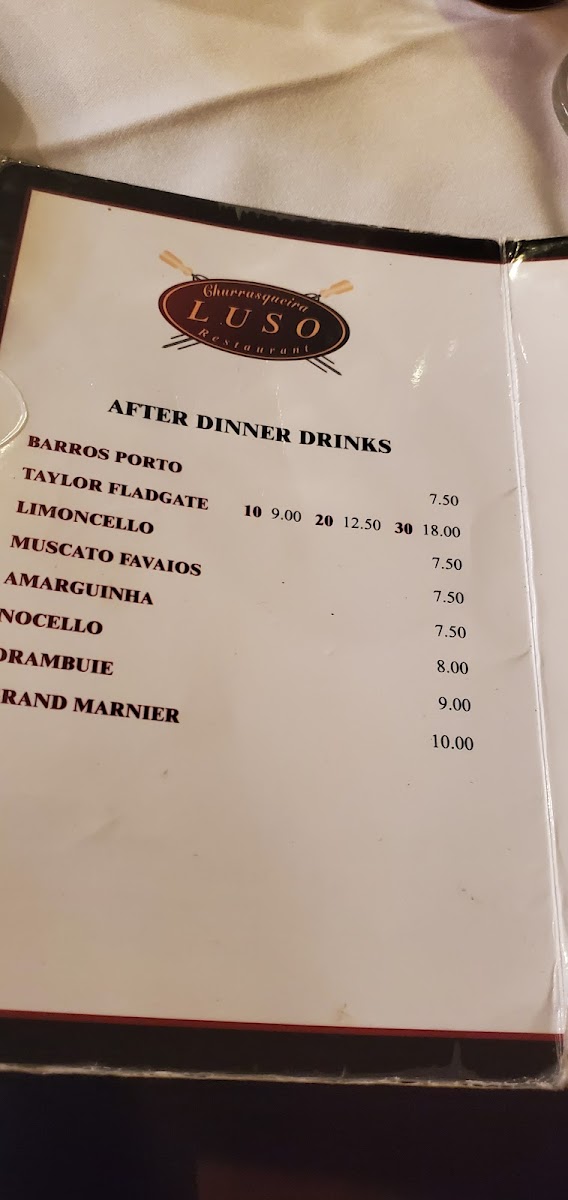 Churrasqueira
LUSO
Restaurant
AFTER DINNER DRINKS
BARROS PORTO 7.50
TAYLOR FLADGATE 10 9.00 20 12.50 30 18.00
LIMONCELLO 7.50
MUSCATO FAVAIOS 7.50
AMARGUINHA 7.50
NOCELLO 8.00
DRAMBUIE 9.00
RAND MARNIER 10.00